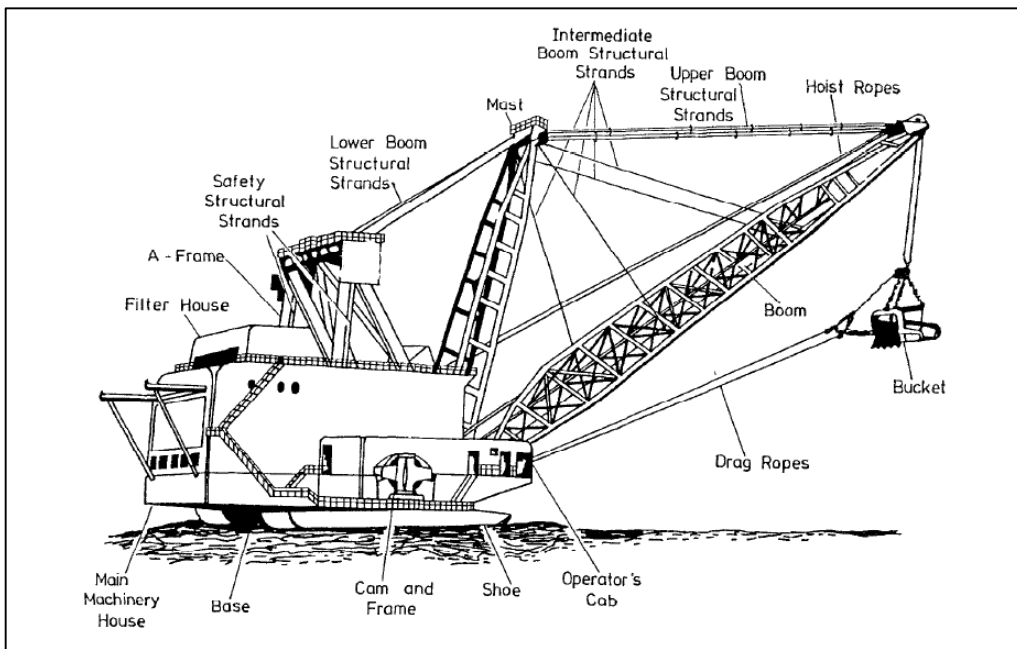 Intermediate
Boom Structural
Strands
Upper Boom
Structural
Strands
Hoist Ropes
Mast
Lower Boom
Structural
Strands
Safety
Structural
Strands
A - Frame
Filter House
Boom
Bucket
Drag Ropes
Main
Machinery
House
Base
Cam and
Frame
Shoe
Operator's
Cab